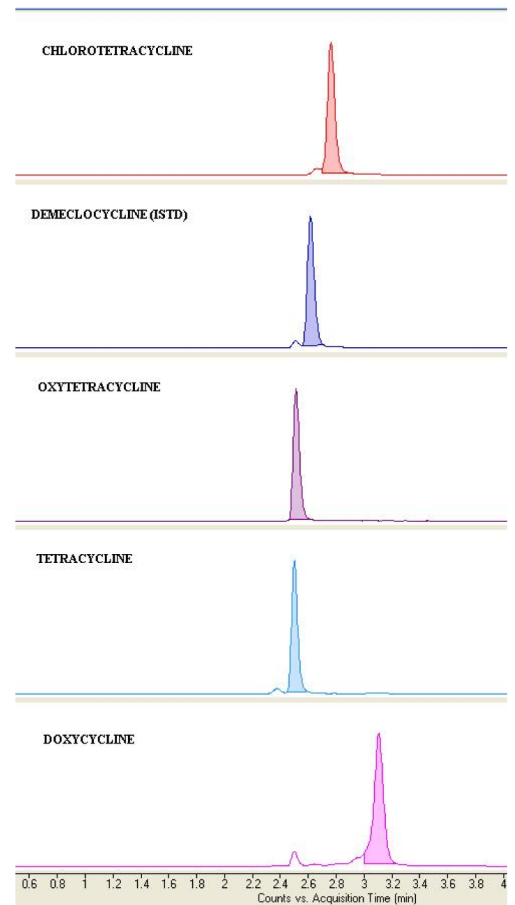 CHLOROTETRACYCLINE
DEMECLOCYCLINE (ISTD)
OXYTETRACYCLINE
TETRACYCLINE
DOXYCYCLINE
0.6 0.8 1 1.2 1.4 1.6 1.8 2 2.2 2.4 2.6 2.8 3 3.2 3.4 3.6 3.8 4
Counts vs. Acquisition Time (min)